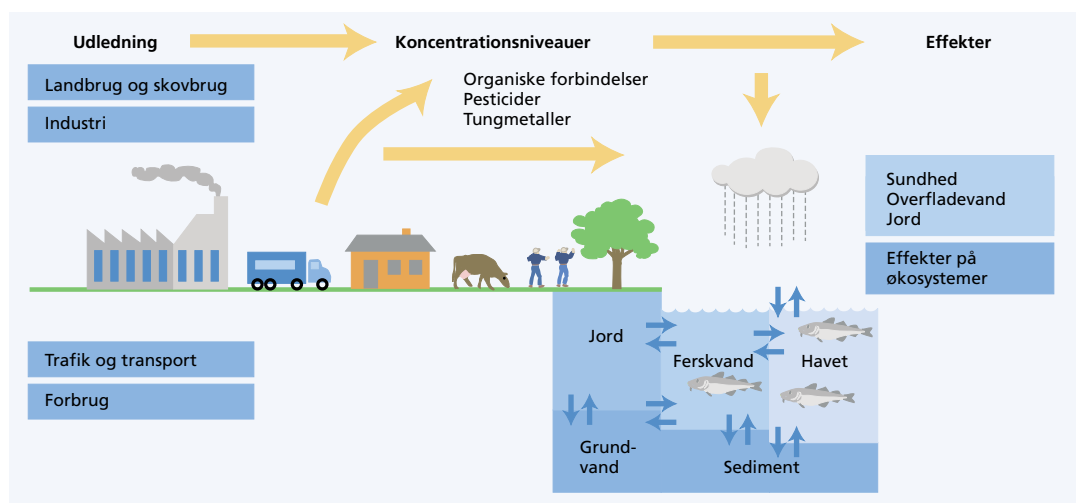 Udledning
Koncentrationsniveauer
Effekter
Landbrug og skovbrug
Industri
Organiske forbindelser
Pesticider
Tungmetaller
Sundhed
Overfladevand
Jord
Effekter på
økosystemer
Trafik og transport
Forbrug
Jord
Ferskvand
Havet
Grund-
vand
Sediment